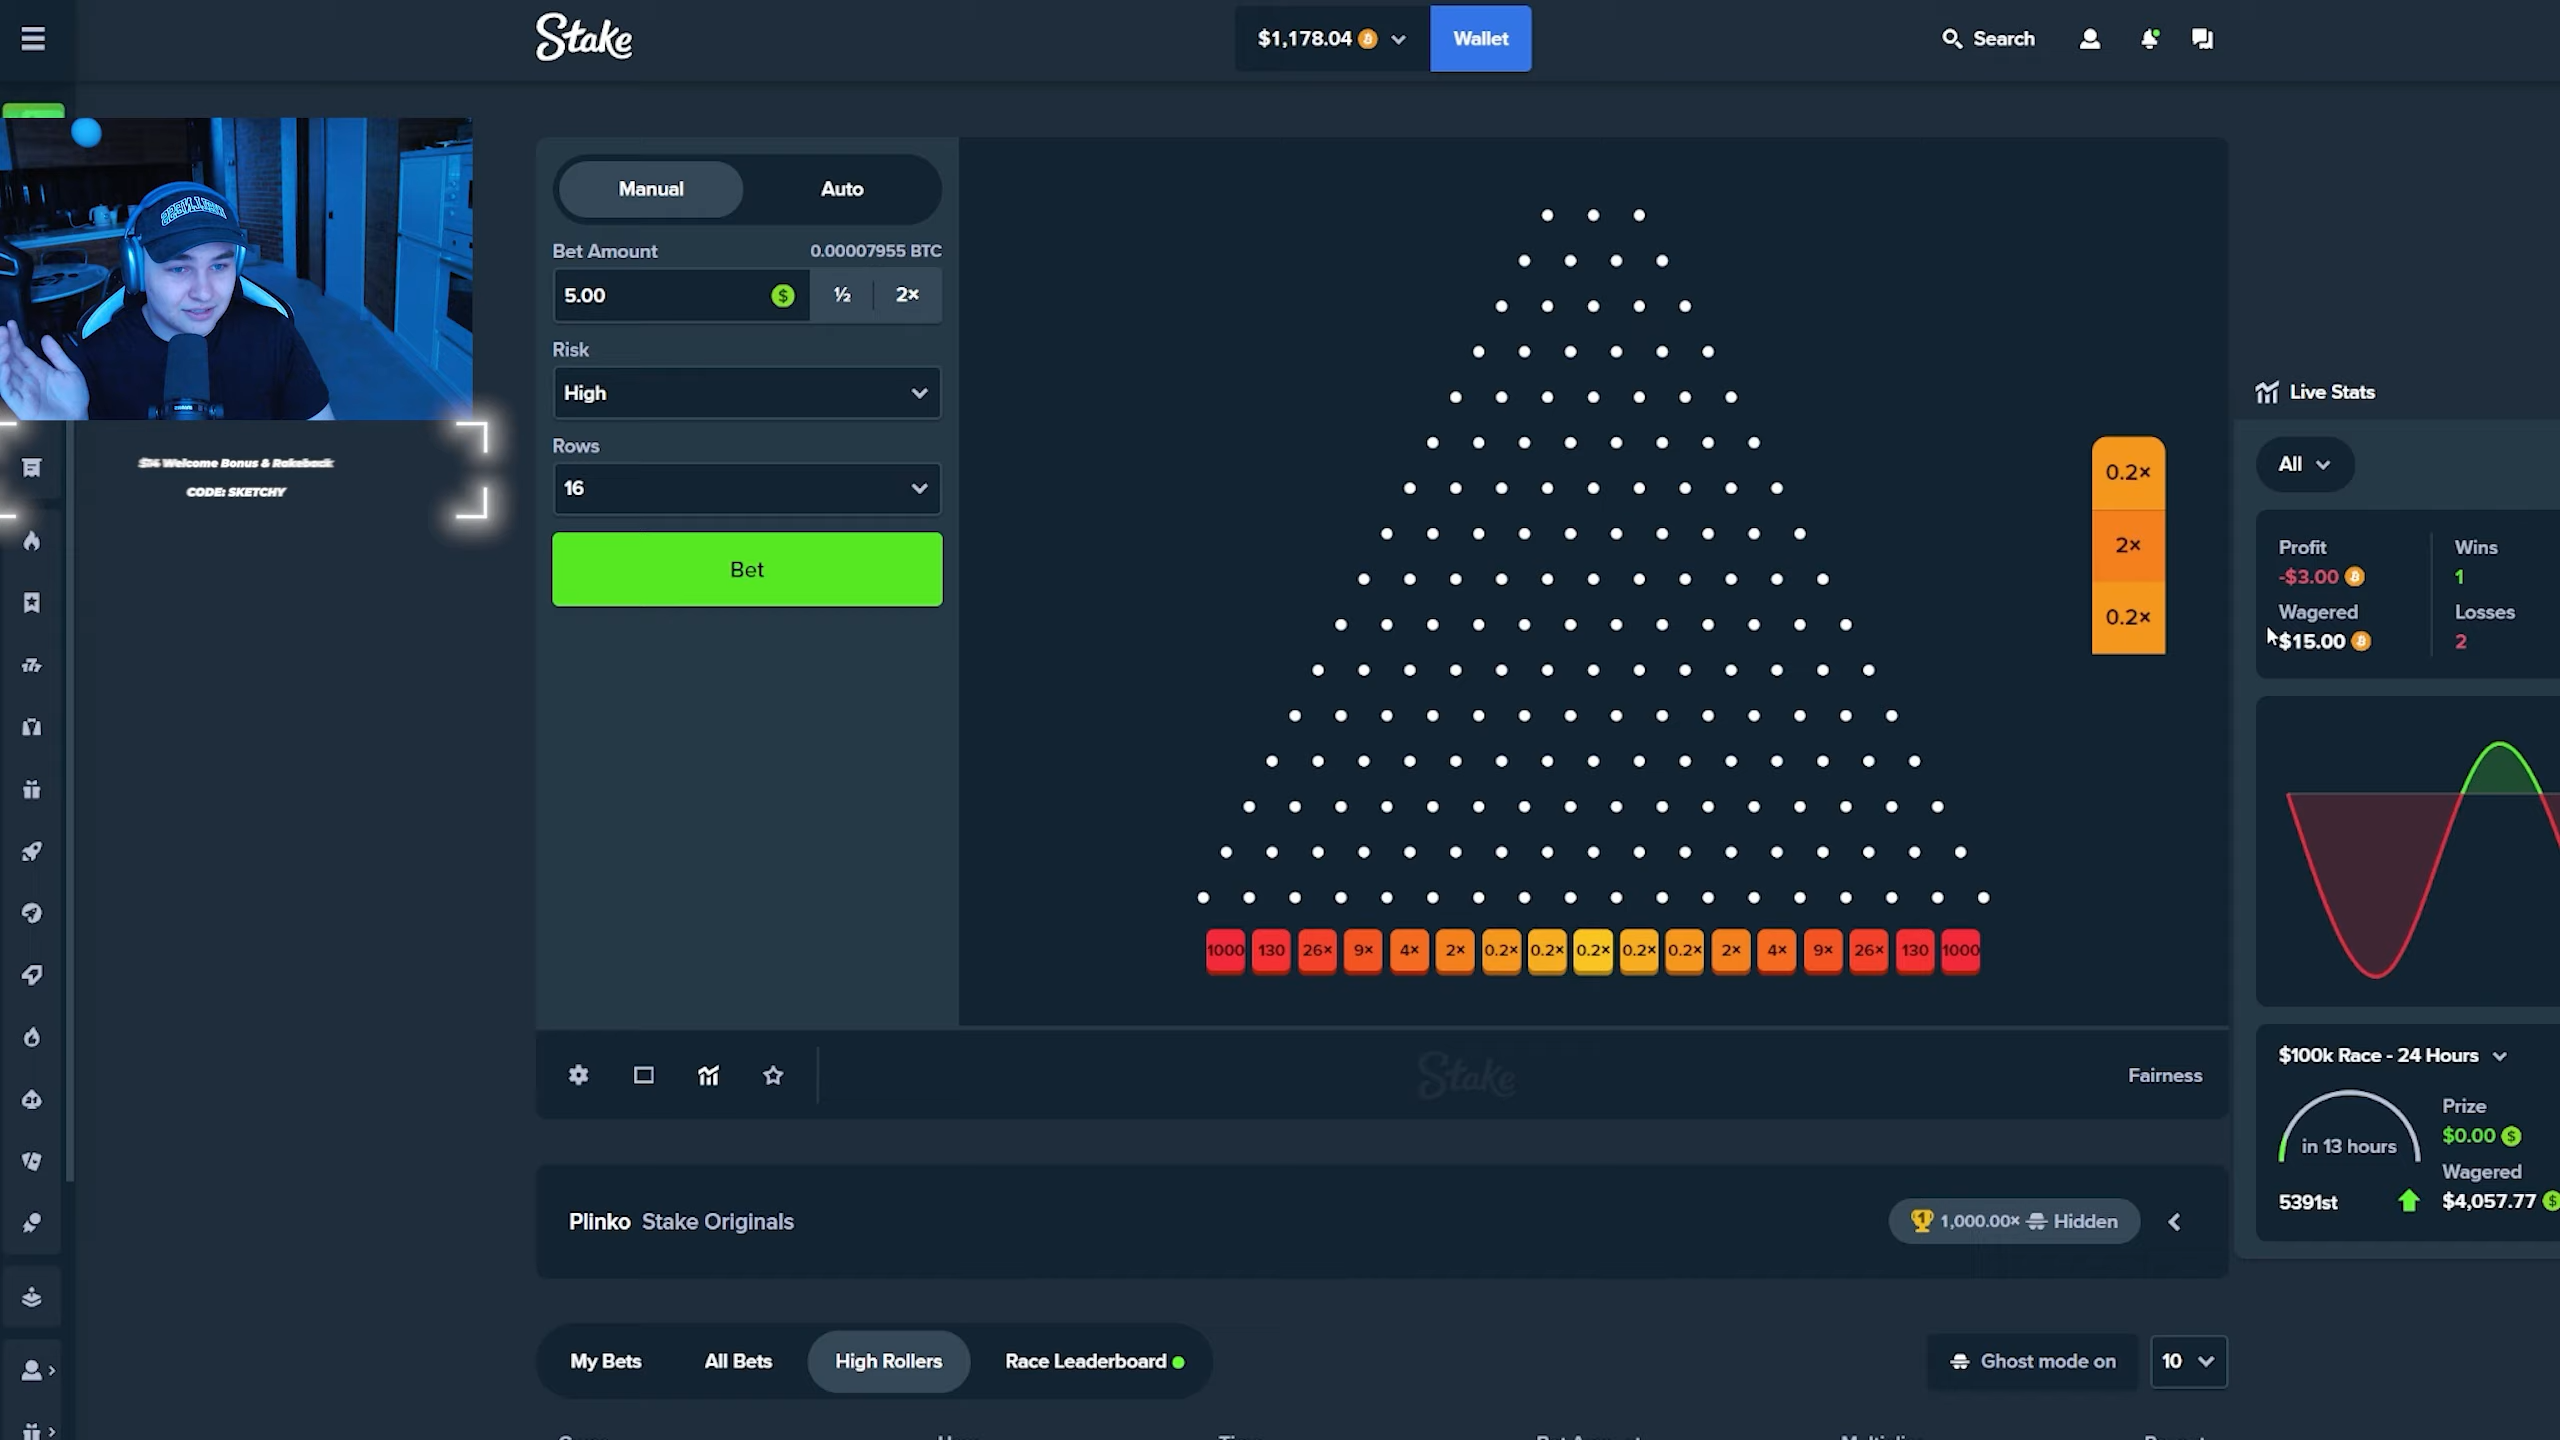 Stake
$1,178.04
Wallet
Search
Manual
Auto
Bet Amount
0.00007955 BTC
5.00
$
½
2×
Risk
High
Rows
16
Bet
Welcome Bonus & Rakeback
CODE: SKETCHY
0.2×
2×
0.2×
1000 130 26× 9× 4× 2× 0.2× 0.2× 0.2× 0.2× 0.2× 2× 4× 9× 26× 130 1000
Live Stats
All
Profit
-$3.00
Wins
1
Wagered
$15.00
Losses
2
$100k Race - 24 Hours
in 13 hours
Prize
$0.00
Wagered
5391st
$4,057.77
Stake
Fairness
Plinko Stake Originals
1,000.00× Hidden
My Bets
All Bets
High Rollers
Race Leaderboard
Ghost mode on
10